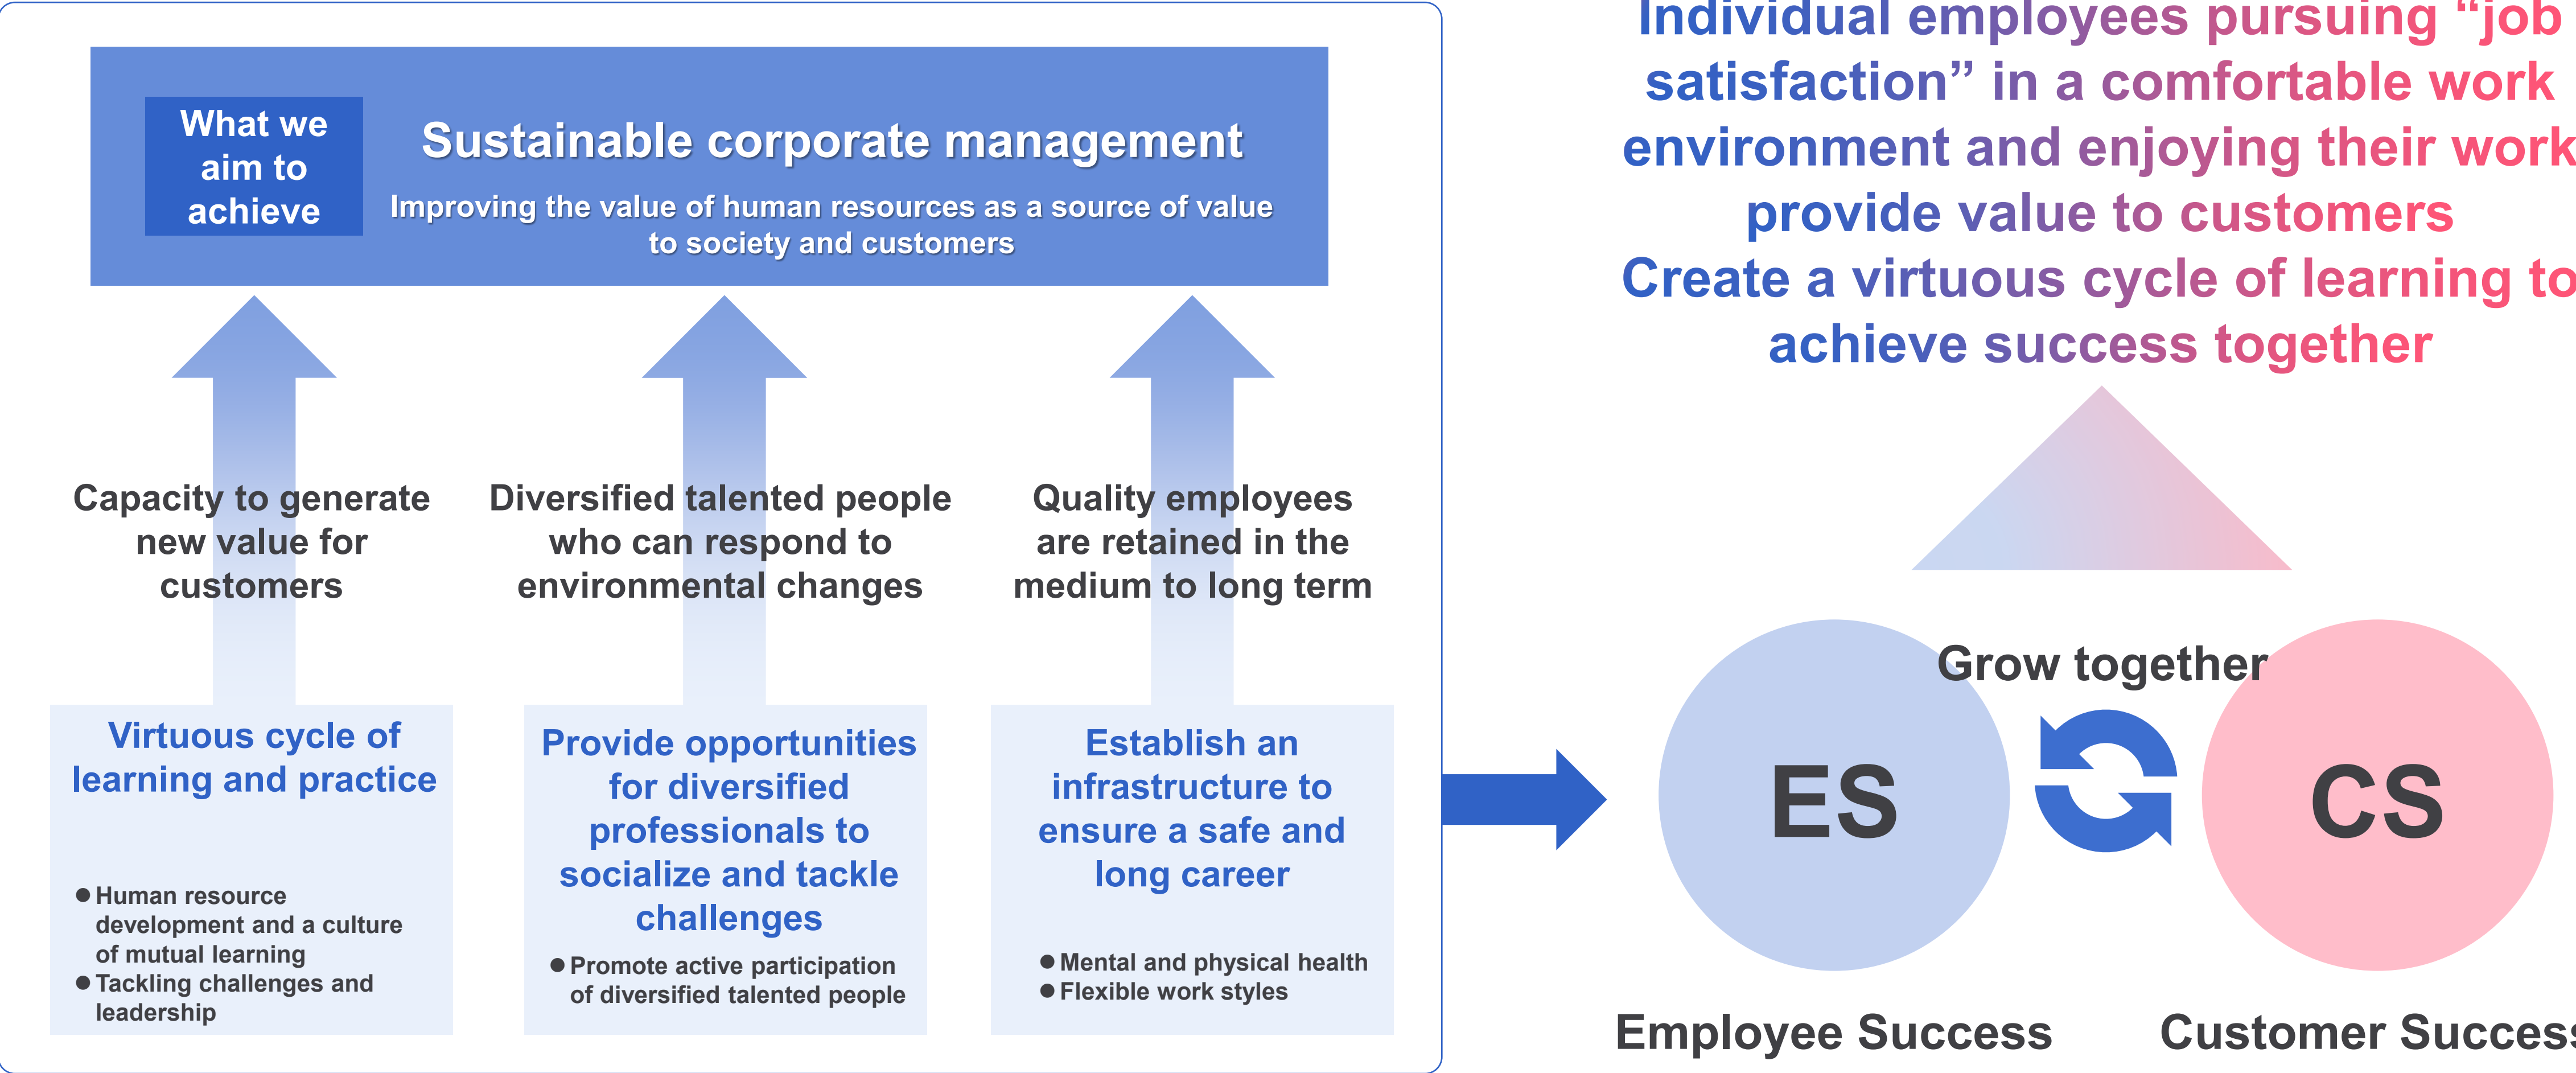 What we
aim to
achieve
Sustainable corporate management
Improving the value of human resources as a source of value
to society and customers
Capacity to generate
new value for
customers
Diversified talented people
who can respond to
environmental changes
Quality employees
are retained in the
medium to long term
Virtuous cycle of
learning and practice
● Human resource
development and a culture
of mutual learning
● Tackling challenges and
leadership
Provide opportunities
for diversified
professionals to
socialize and tackle
challenges
● Promote active participation
of diversified talented people
Establish an
infrastructure to
ensure a safe and
long career
● Mental and physical health
● Flexible work styles
Individual employees pursuing “job
satisfaction” in a comfortable work
environment and enjoying their work
provide value to customers
Create a virtuous cycle of learning to
achieve success together
Grow together
ES
CS
Employee Success
Customer Success